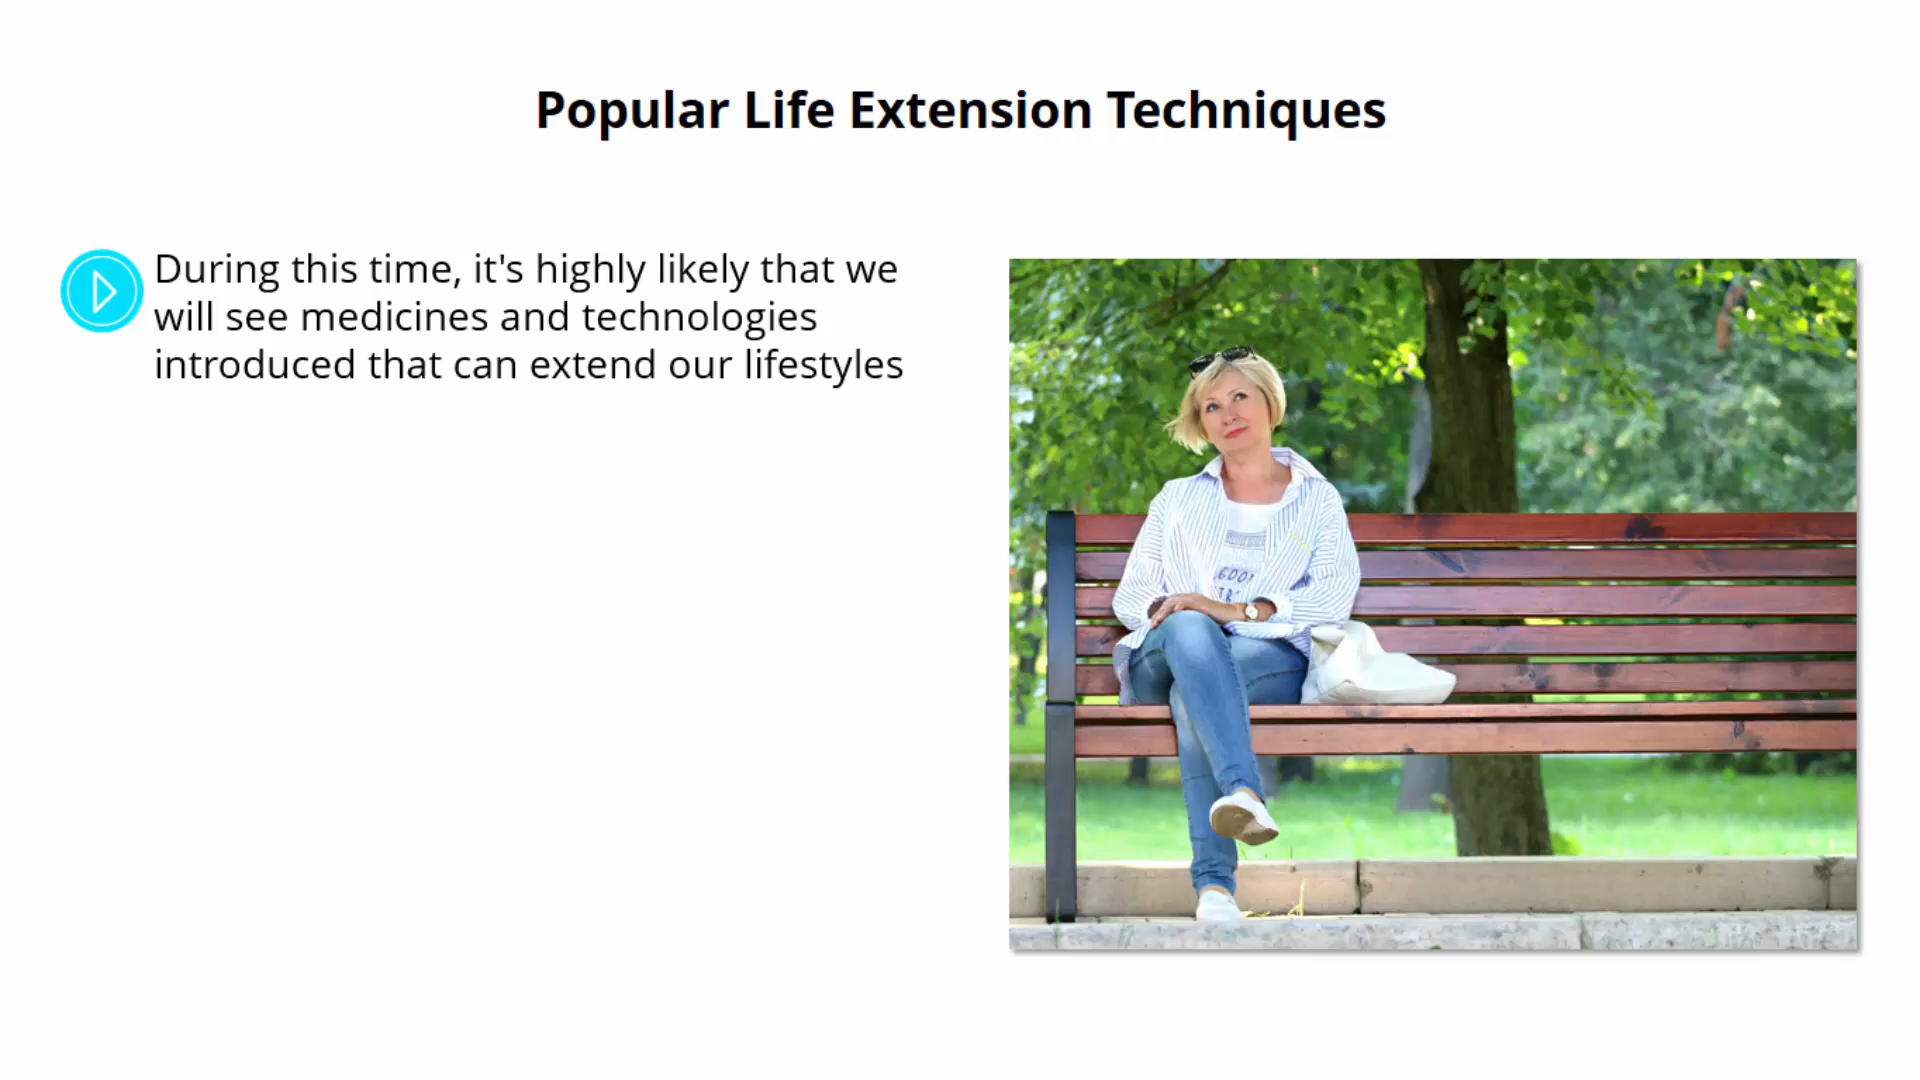 Popular Life Extension Techniques
During this time, it's highly likely that we
will see medicines and technologies
introduced that can extend our lifestyles